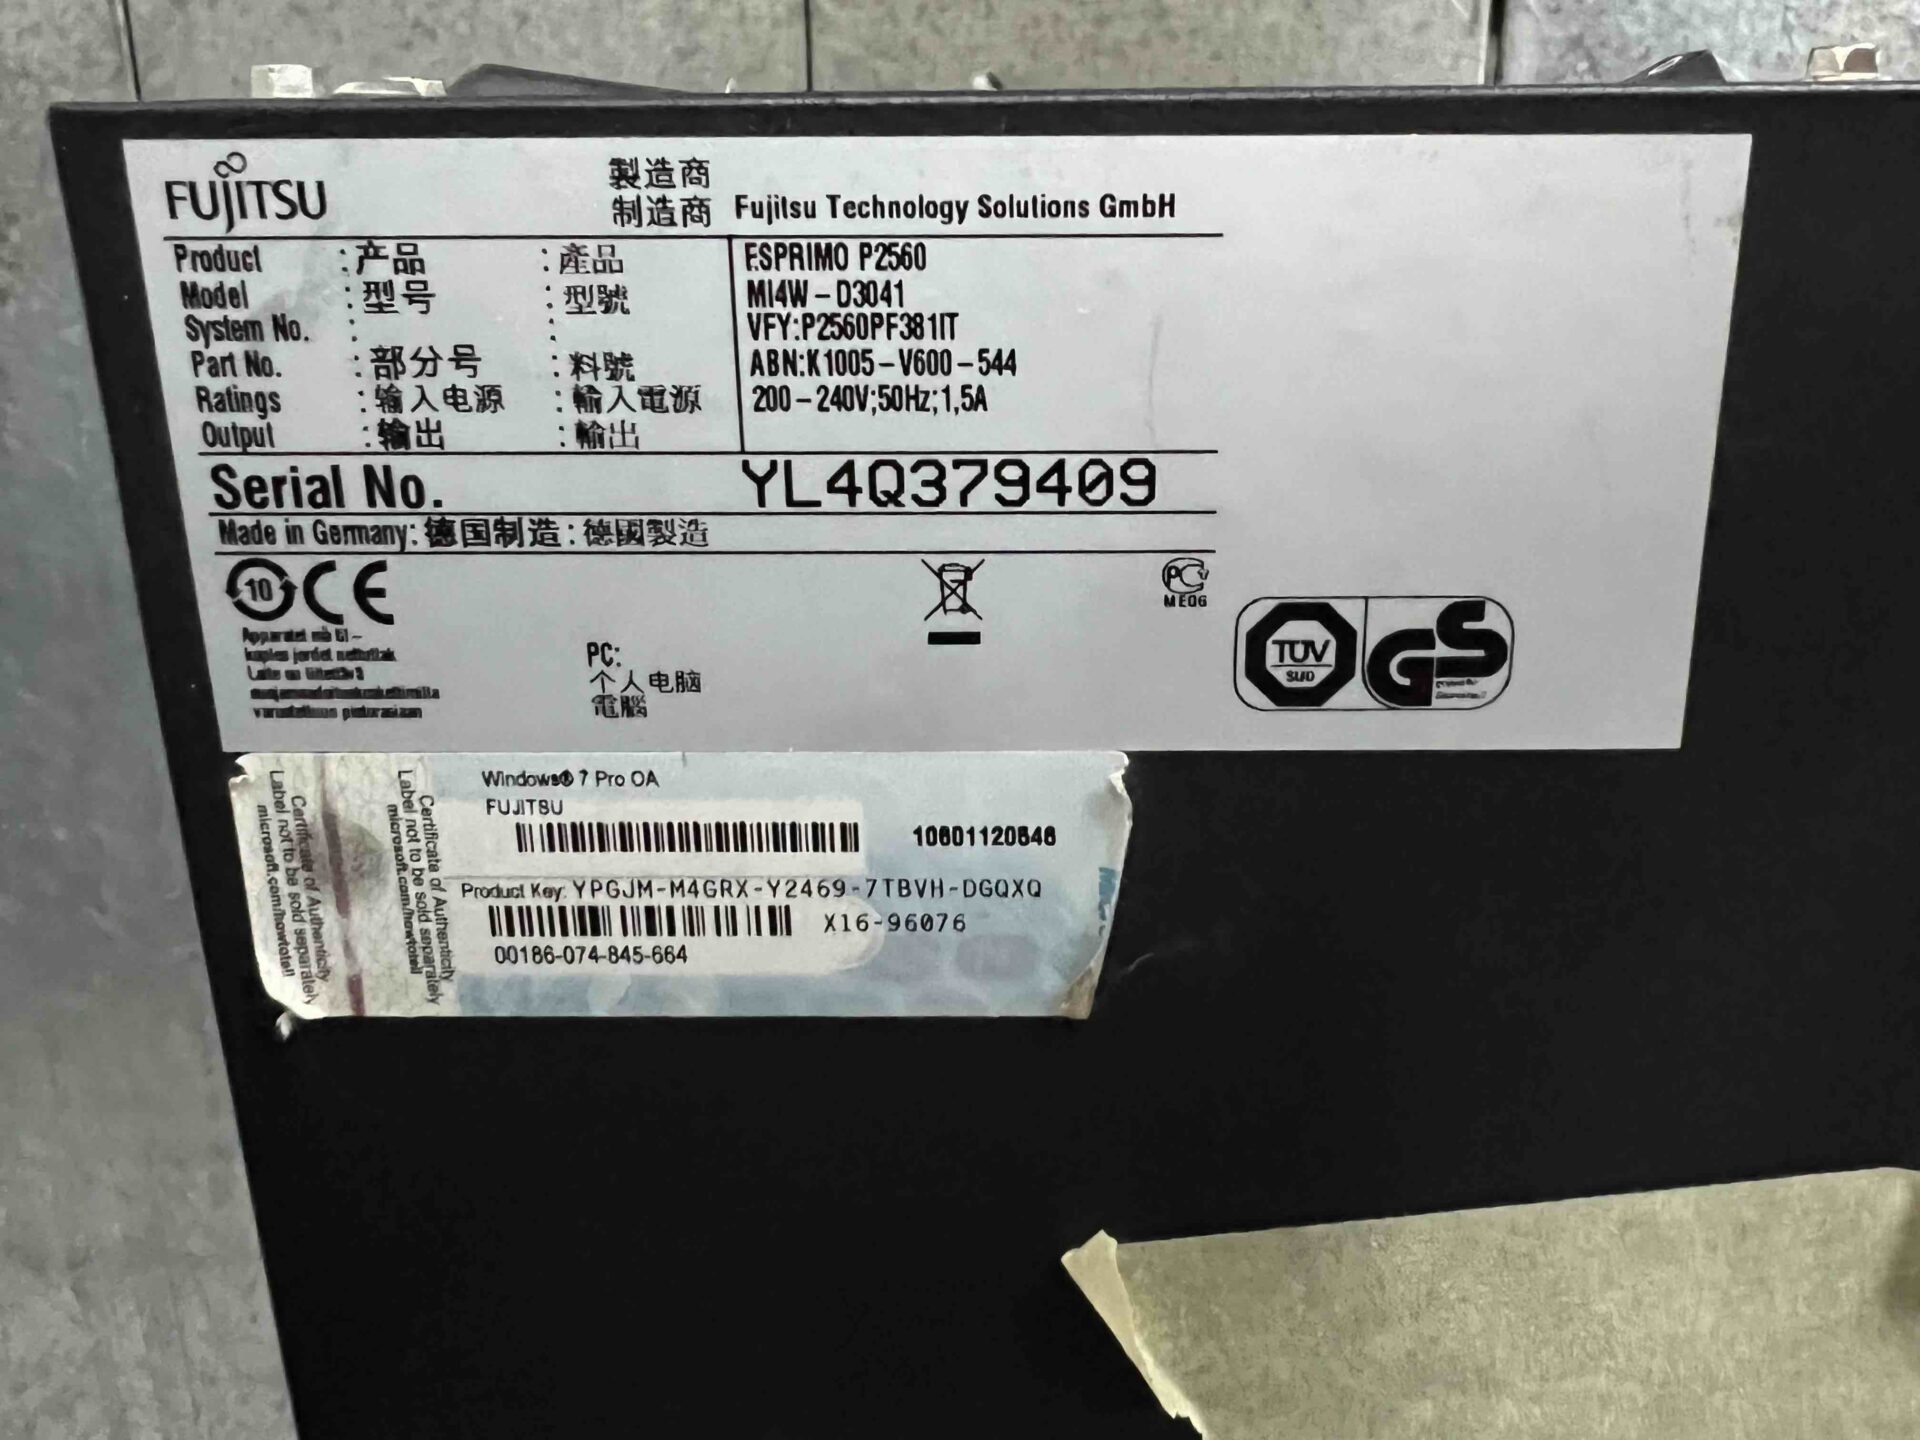 FUJITSU
製造商
制造商 Fujitsu Technology Solutions GmbH
Product :产品 :產品 ESPRIMO P2560
Model :型号 :型號 MI4W-D3041
System No. : : VFY:P2560PF381IT
Part No. :部分号 :料號 ABN:K1005-V600-544
Ratings :输入电源 :輸入電源 200-240V;50Hz;1,5A
Output :输出 :輸出
Serial No. YL4Q379409
Made in Germany: 德国制造: 德國製造
10 CE
PC ME06
Apparatet må
jordet
PC:
个人电脑
電腦
TÜV SÜD GS
Windows® 7 Pro OA
FUJITSU
10601120646
Product Key: YPGJM-M4GRX-Y2469-7TBVH-DGQXQ
X16-96076
00186-074-845-664
Certificate of Authenticity
Label not to be sold separately
microsoft.com/howtotell
Certificate of Authenticity
Label not to be sold separately
microsoft.com/howtotell